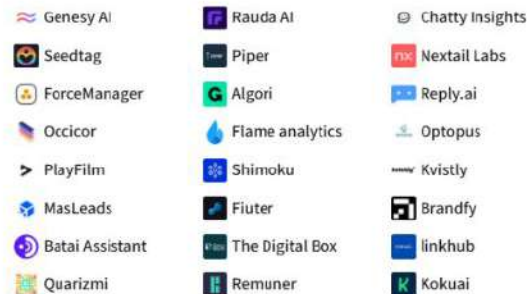 Genesy AI
Seedtag
ForceManager
Occicor
PlayFilm
MasLeads
Batai Assistant
Quarizmi
Rauda AI
Piper
Algori
Flame analytics
Shimoku
Fiuter
The Digital Box
Remuner
Chatty Insights
nx Nextail Labs
Reply.ai
Optopus
Kvistly
Brandfy
linkhub
Kokuai